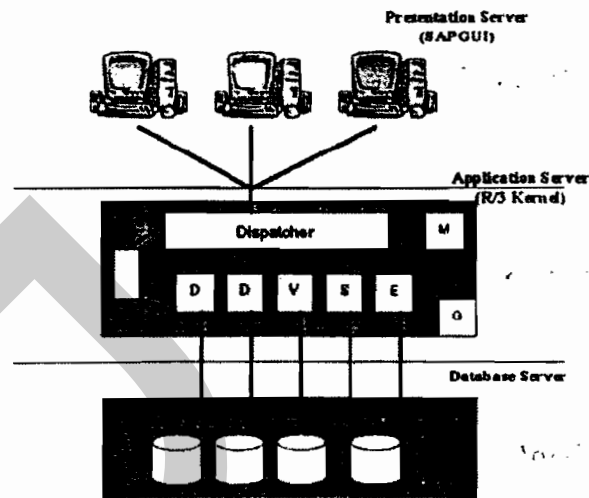 Presentation Server
(SAPGUI)
Application Server
(R/3 Kernel)
Dispatcher
M
D D V S E
G
Database Server